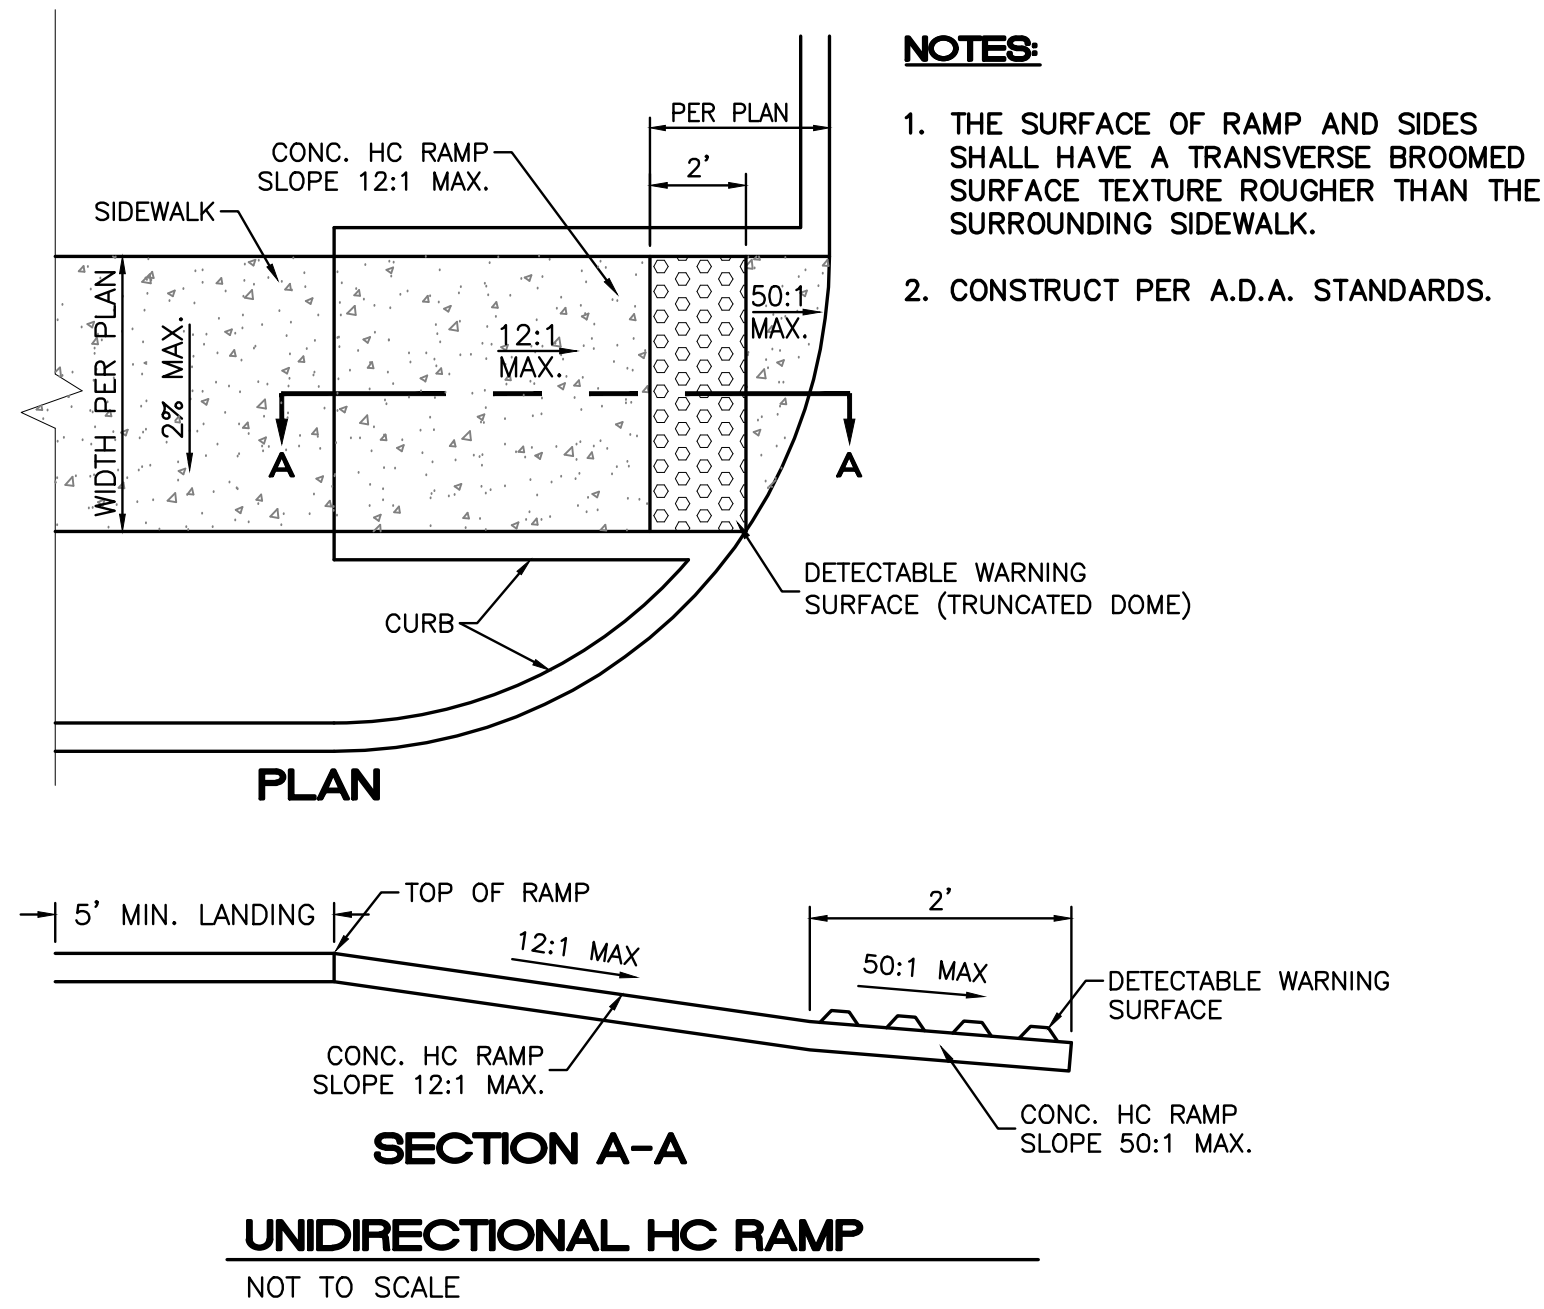 NOTES:
1. THE SURFACE OF RAMP AND SIDES
SHALL HAVE A TRANSVERSE BROOMED
SURFACE TEXTURE ROUGHER THAN THE
SURROUNDING SIDEWALK.
2. CONSTRUCT PER A.D.A. STANDARDS.
PER PLAN
2'
CONC. HC RAMP
SLOPE 12:1 MAX.
SIDEWALK
WIDTH PER PLAN
2% MAX.
12:1
MAX.
50:1
MAX.
A
A
DETECTABLE WARNING
SURFACE (TRUNCATED DOME)
CURB
PLAN
5' MIN. LANDING
TOP OF RAMP
12:1 MAX
2'
50:1 MAX
DETECTABLE WARNING
SURFACE
CONC. HC RAMP
SLOPE 12:1 MAX.
CONC. HC RAMP
SLOPE 50:1 MAX.
SECTION A-A
UNIDIRECTIONAL HC RAMP
NOT TO SCALE